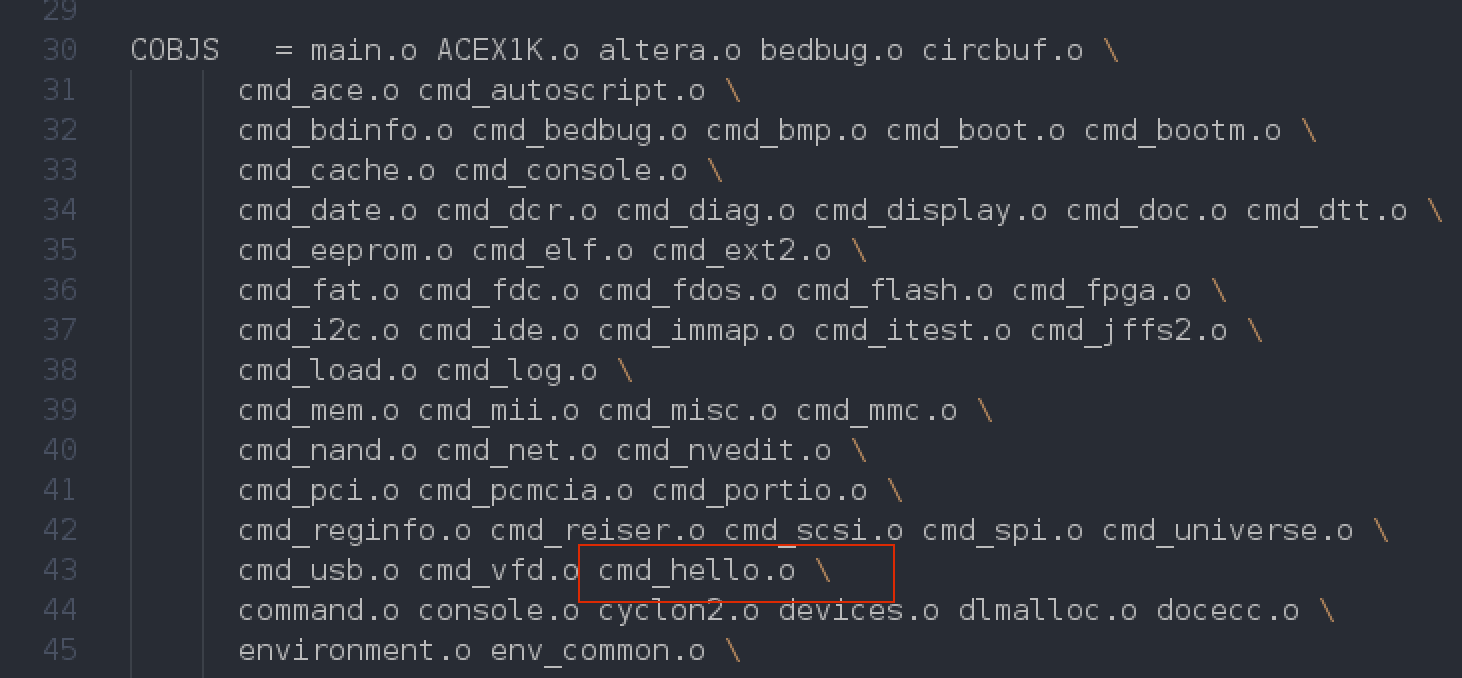 29
30 COBJS = main.o ACEX1K.o altera.o bedbug.o circbuf.o \
31 cmd_ace.o cmd_autoscript.o \
32 cmd_bdinfo.o cmd_bedbug.o cmd_bmp.o cmd_boot.o cmd_bootm.o \
33 cmd_cache.o cmd_console.o \
34 cmd_date.o cmd_dcr.o cmd_diag.o cmd_display.o cmd_doc.o cmd_dtt.o \
35 cmd_eeprom.o cmd_elf.o cmd_ext2.o \
36 cmd_fat.o cmd_fdc.o cmd_fdos.o cmd_flash.o cmd_fpga.o \
37 cmd_i2c.o cmd_ide.o cmd_immap.o cmd_itest.o cmd_jffs2.o \
38 cmd_load.o cmd_log.o \
39 cmd_mem.o cmd_mii.o cmd_misc.o cmd_mmc.o \
40 cmd_nand.o cmd_net.o cmd_nvedit.o \
41 cmd_pci.o cmd_pcmcia.o cmd_portio.o \
42 cmd_reginfo.o cmd_reiser.o cmd_scsi.o cmd_spi.o cmd_universe.o \
43 cmd_usb.o cmd_vfd.o cmd_hello.o \
44 command.o console.o cyclon2.o devices.o dlmalloc.o docecc.o \
45 environment.o env_common.o \